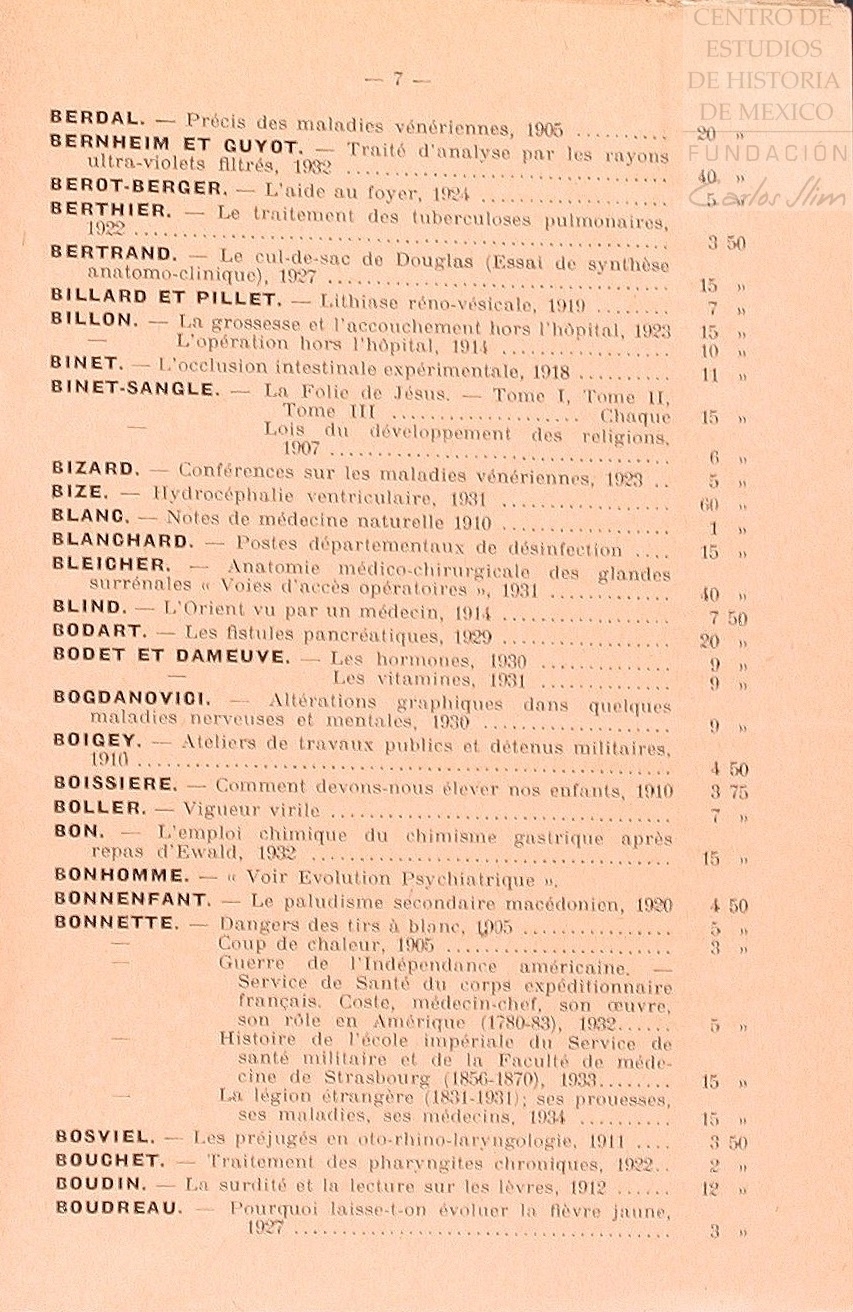 CENTRO DE
ESTUDIOS
DE HISTORIA
DE MEXICO
FUNDACIÓN
Carlos Slim
— 7 —
BERDAL. — Précis des maladies vénériennes, 1905 .......... 20 »
BERNHEIM ET GUYOT. — Traité d'analyse par les rayons
ultra-violets filtrés, 1932 .................................. 40 »
BEROT-BERGER. — L'aide au foyer, 1924 .................... 5 »
BERTHIER. — Le traitement des tuberculoses pulmonaires,
1922 ........................................................ 3 50
BERTRAND. — Le cul-de-sac de Douglas (Essai de synthèse
anatomo-clinique), 1927 .................................... 15 »
BILLARD ET PILLET. — Lithiase réno-vésicale, 1919 ........ 7 »
BILLON. — La grossesse et l'accouchement hors l'hôpital, 1923 15 »
— L'opération hors l'hôpital, 1914 .................. 10 »
BINET. — L'occlusion intestinale expérimentale, 1918 .......... 11 »
BINET-SANGLE. — La Folie de Jésus. — Tome I, Tome II,
Tome III ................... Chaque 15 »
— Lois du développement des religions,
1907 .................................... 6 »
BIZARD. — Conférences sur les maladies vénériennes, 1923 .. 5 »
BIZE. — Hydrocéphalie ventriculaire, 1931 .................. 60 »
BLANC. — Notes de médecine naturelle 1910 .................. 1 »
BLANCHARD. — Postes départementaux de désinfection .... 15 »
BLEICHER. — Anatomie médico-chirurgicale des glandes
surrénales « Voies d'accès opératoires », 1931 ............. 40 »
BLIND. — L'Orient vu par un médecin, 1914 .................. 7 50
BODART. — Les fistules pancréatiques, 1929 .................. 20 »
BODET ET DAMEUVE. — Les hormones, 1930 .............. 9 »
— Les vitamines, 1931 .............. 9 »
BOGDANOVICI. — Altérations graphiques dans quelques
maladies nerveuses et mentales, 1930 .................... 9 »
BOIGEY. — Ateliers de travaux publics et détenus militaires,
1910 ........................................................ 4 50
BOISSIERE. — Comment devons-nous élever nos enfants, 1910 3 75
BOLLER. — Vigueur virile .................................... 7 »
BON. — L'emploi chimique du chimisme gastrique après
repas d'Ewald, 1932 ...................................... 15 »
BONHOMME. — « Voir Evolution Psychiatrique ».
BONNENFANT. — Le paludisme secondaire macédonien, 1920 4 50
BONNETTE. — Dangers des tirs à blanc, 1905 ................ 5 »
— Coup de chaleur, 1905 ........................ 3 »
— Guerre de l'Indépendance américaine. —
Service de Santé du corps expéditionnaire
français. Coste, médecin-chef, son œuvre,
son rôle en Amérique (1780-83), 1932...... 5 »
— Histoire de l'école impériale du Service de
santé militaire et de la Faculté de méde-
cine de Strasbourg (1856-1870), 1933........ 15 »
— La légion étrangère (1831-1931); ses prouesses,
ses maladies, ses médecins, 1934 .......... 15 »
BOSVIEL. — Les préjugés en oto-rhino-laryngologie, 1911 .... 3 50
BOUCHET. — Traitement des pharyngites chroniques, 1922.. 2 »
BOUDIN. — La surdité et la lecture sur les lèvres, 1912 ...... 12 »
BOUDREAU. — Pourquoi laisse-t-on évoluer la fièvre jaune,
1927 ........................................ 3 »